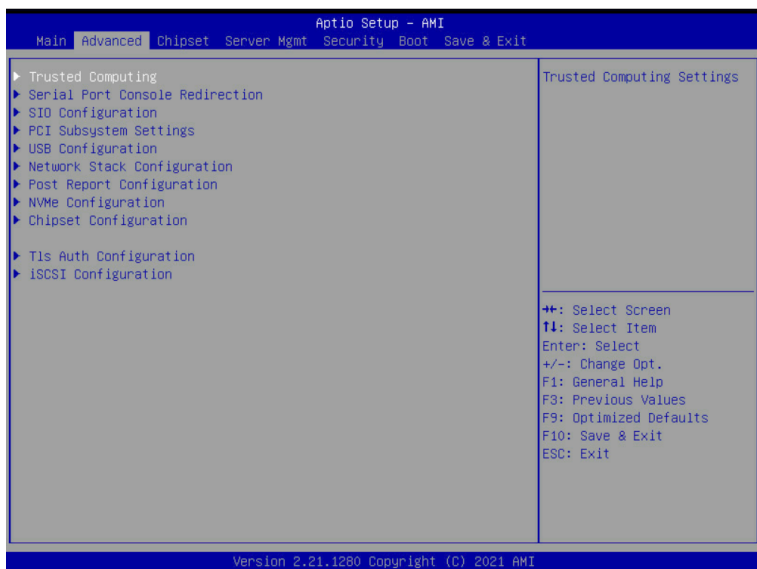 Aptio Setup - AMI
Main Advanced Chipset Server Mgmt Security Boot Save & Exit
Trusted Computing
Serial Port Console Redirection
SIO Configuration
PCI Subsystem Settings
USB Configuration
Network Stack Configuration
Post Report Configuration
NVMe Configuration
Chipset Configuration
Tls Auth Configuration
iSCSI Configuration
Trusted Computing Settings
→←: Select Screen
↑↓: Select Item
Enter: Select
+/-: Change Opt.
F1: General Help
F3: Previous Values
F9: Optimized Defaults
F10: Save & Exit
ESC: Exit
Version 2.21.1280 Copyright (C) 2021 AMI